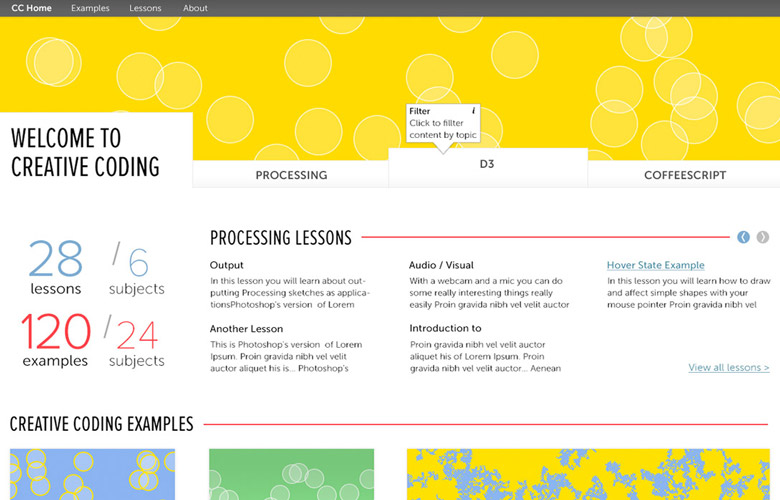 CC Home Examples Lessons About
Filter i
Click to fillter
content by topic
WELCOME TO
CREATIVE CODING
PROCESSING
D3
COFFEESCRIPT
28 / 6
lessons subjects
120 / 24
examples subjects
PROCESSING LESSONS
Output
In this lesson you will learn about out-
putting Processing sketches as applica-
tionsPhotoshop's version of Lorem
Another Lesson
This is Photoshop's version of Lorem
Ipsum. Proin gravida nibh vel velit
auctor aliquet his is... Photoshop's
Audio / Visual
With a webcam and a mic you can do
some really interesting things really
easily Proin gravida nibh vel velit auctor
Introduction to
Proin gravida nibh vel velit auctor
aliquet his of Lorem Ipsum. Proin
gravida nibh vel velit auctor... Aenean
Hover State Example
In this lesson you will learn how to draw
and affect simple shapes with your
mouse pointer Proin gravida nibh vel
View all lessons >
CREATIVE CODING EXAMPLES